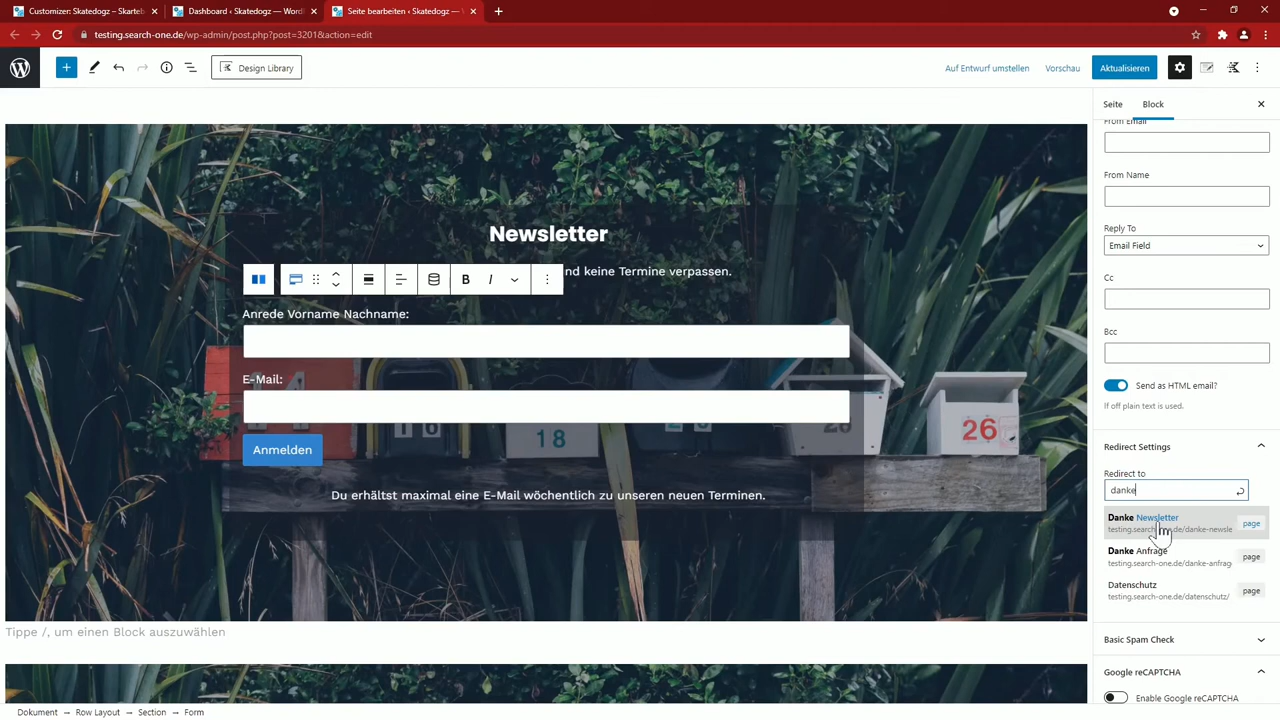 Customizer: Skatedogz – Skarteb
Dashboard ‹ Skatedogz — WordPr
Seite bearbeiten ‹ Skatedogz — W
testing.search-one.de/wp-admin/post.php?post=3201&action=edit
Design Library
Auf Entwurf umstellen
Vorschau
Aktualisieren
Seite
Block
From Email
From Name
Reply To
Email Field
Cc
Bcc
Send as HTML email?
If off plain text is used.
Redirect Settings
Redirect to
danke
Danke Newsletter
testing.search-one.de/danke-newsle
page
Danke Anfrage
testing.search-one.de/danke-anfrag
page
Datenschutz
testing.search-one.de/datenschutz/
page
Basic Spam Check
Google reCAPTCHA
Enable Google reCAPTCHA
Newsletter
nd keine Termine verpassen.
B I
Anrede Vorname Nachname:
E-Mail:
14
16
18
26
Anmelden
Du erhältst maximal eine E-Mail wöchentlich zu unseren neuen Terminen.
Tippe /, um einen Block auszuwählen
Dokument → Row Layout → Section → Form